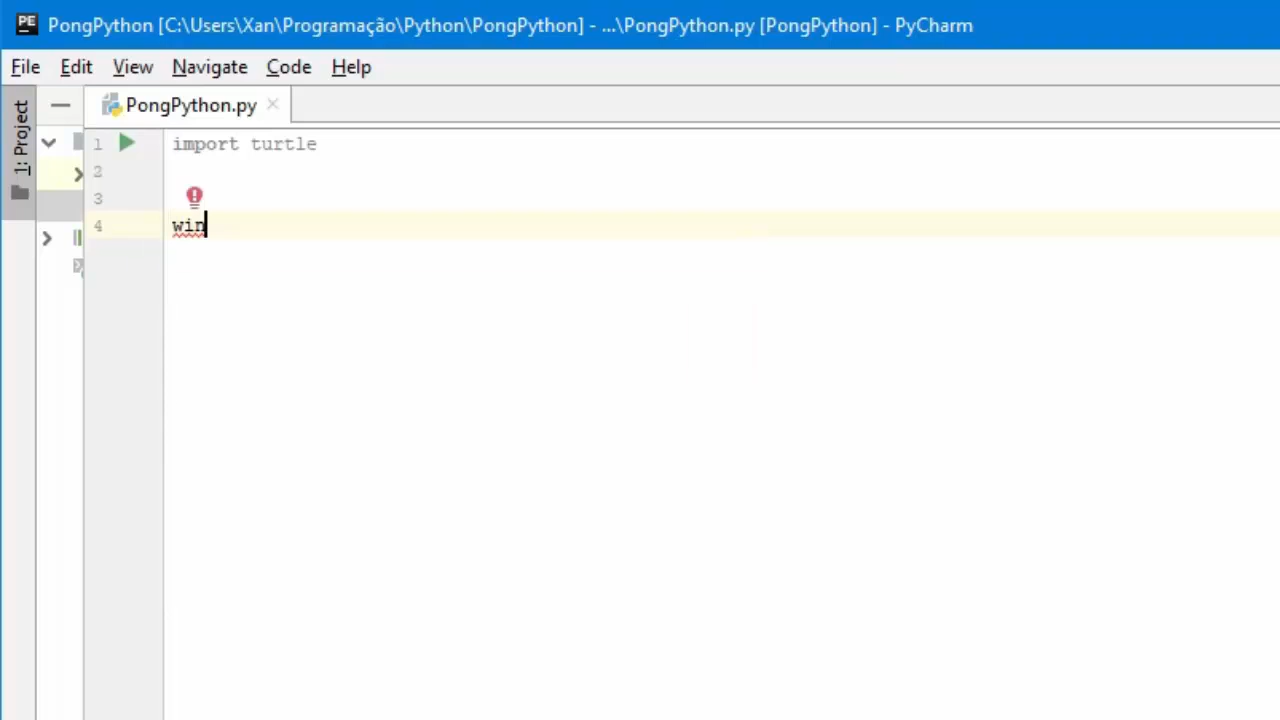 PE PongPython [C:\Users\Xan\Programação\Python\PongPython] - ...\PongPython.py [PongPython] - PyCharm
File Edit View Navigate Code Help
1: Project
PongPython.py
1 import turtle
2
3
4 win